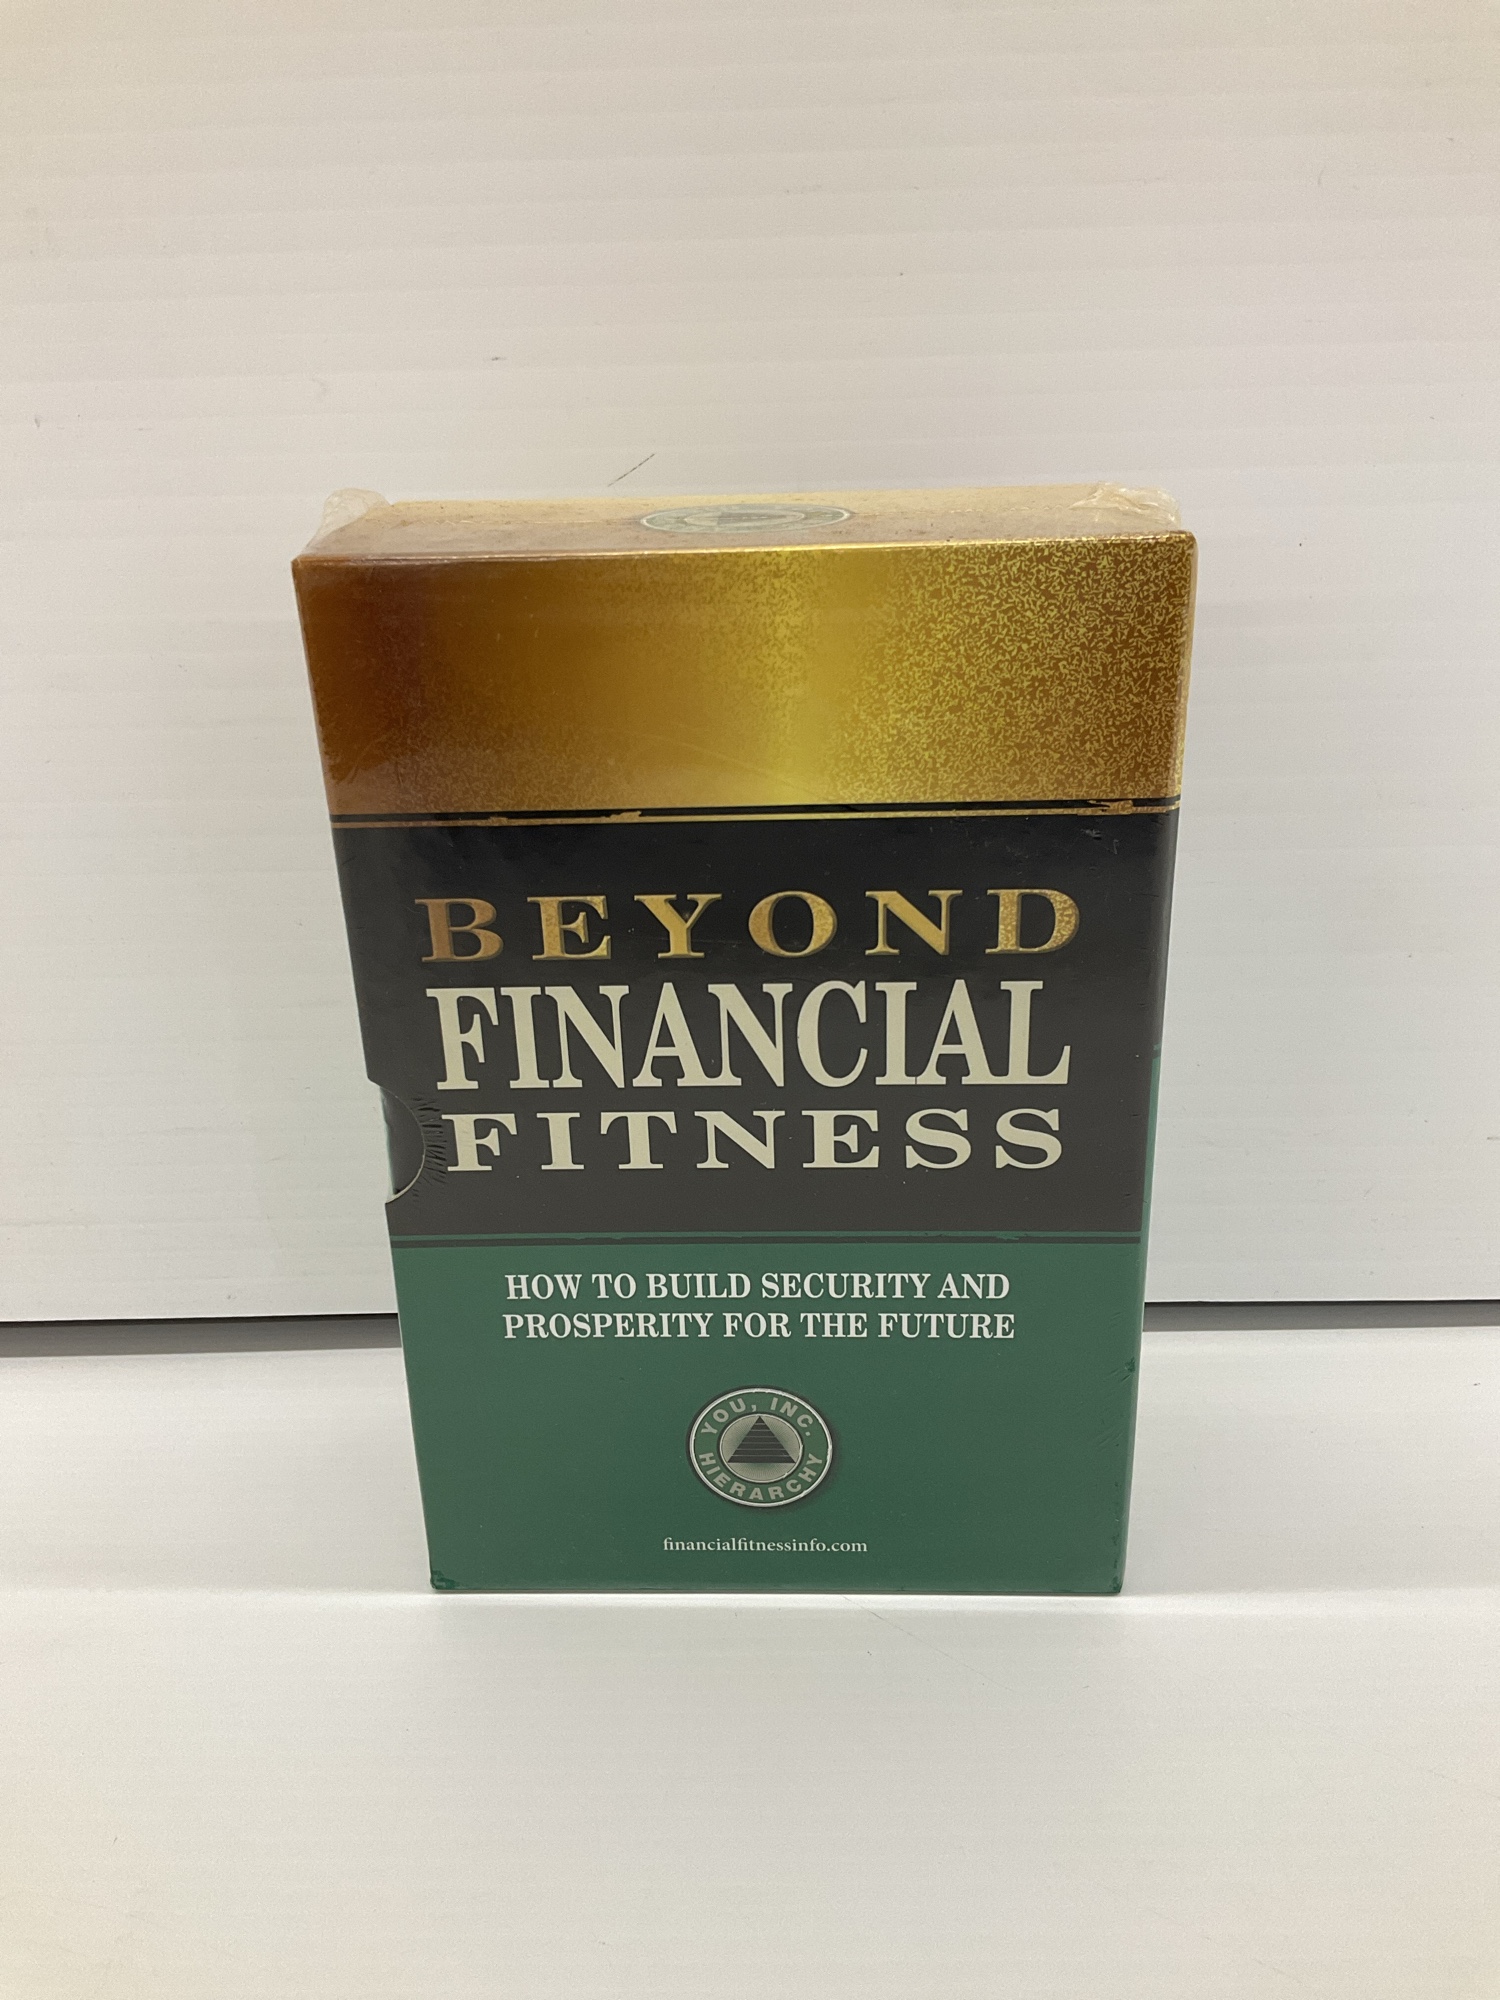 BEYOND
FINANCIAL
FITNESS
HOW TO BUILD SECURITY AND
PROSPERITY FOR THE FUTURE
YOU, INC.
HIERARCHY
financialfitnessinfo.com